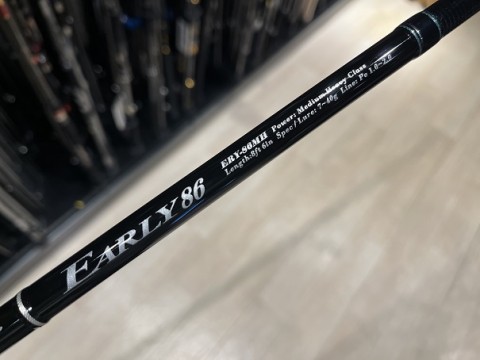 EARLY 86
ERY-86MH Power: Medium Heavy Class
Length:8ft 6in Spec / Lure: 7~40g Line: Pe 1.0~2.0